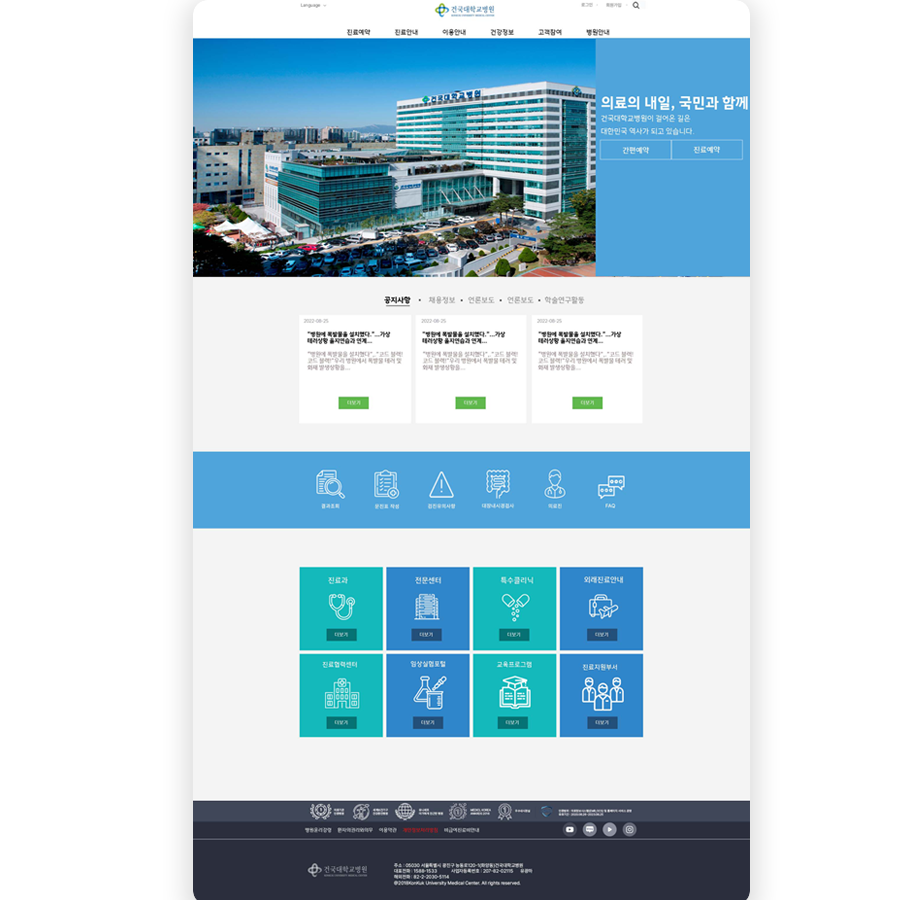 Language
건국대학교병원
로그인
회원가입
진료예약
진료안내
이용안내
건강정보
고객참여
병원안내
건국대학교병원
의료의 내일, 국민과 함께
건국대학교병원이 걸어온 길은
대한민국 역사가 되고 있습니다.
간편예약
진료예약
공지사항 • 채용정보 • 언론보도 • 언론보도 • 학술연구활동
2022-08-25
"병원에 폭발물을 설치했다."...가상
테러상황 을지연습과 연계...
"병원에 폭발물을 설치했다"., "코드 블랙!
코드 블랙!"우리 병원에서 폭발물 테러 및
화재 발생상황을...
더보기
2022-08-25
"병원에 폭발물을 설치했다."...가상
테러상황 을지연습과 연계...
"병원에 폭발물을 설치했다"., "코드 블랙!
코드 블랙!"우리 병원에서 폭발물 테러 및
화재 발생상황을...
더보기
2022-08-25
"병원에 폭발물을 설치했다."...가상
테러상황 을지연습과 연계...
"병원에 폭발물을 설치했다"., "코드 블랙!
코드 블랙!"우리 병원에서 폭발물 테러 및
화재 발생상황을...
더보기
결과조회
문진표 작성
검진유의사항
대장내시경검사
의료진
FAQ
진료과
더보기
전문센터
더보기
특수클리닉
더보기
외래진료안내
더보기
진료협력센터
더보기
임상실험포털
더보기
교육프로그램
더보기
진료지원부서
더보기
병원윤리강령
환자의권리와의무
이용약관
비급여진료비안내
건국대학교병원
주소 : 05030 서울특별시 광진구 능동로120-1(화양동)건국대학교병원
대표전화 : 1588-1533 사업자등록번호 : 207-82-02115 유광하
해외전화 : 82-2-2030-5114
©2018KonKuk University Medical Center. All rights reserved.